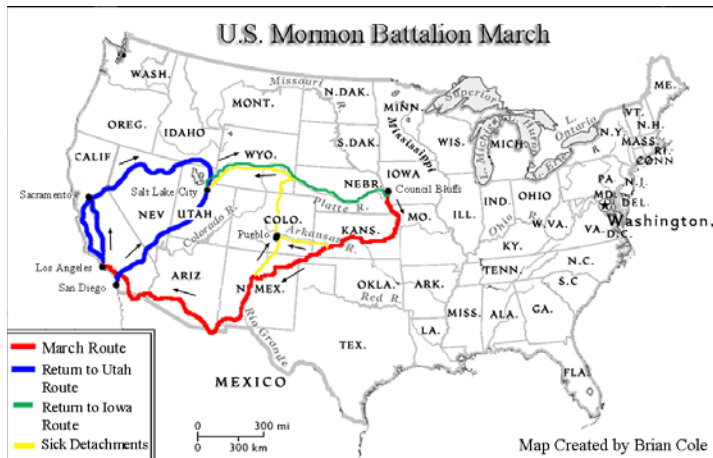 U.S. Mormon Battalion March
WASH.
MONT.
Missouri R.
N.DAK.
MINN.
L. Superior
ME.
OREG.
IDAHO
S.DAK.
Mississippi
WIS.
L. Michigan
MICH.
L. Huron
L. Ontario
VT.
N.H.
N.Y.
MASS.
R.I.
CONN
CALIF
WYO.
IOWA
L. Erie
PA
N.J.
Sacramento
Salt Lake City
NEBR.
Council Bluffs
NEV
UTAH
Platte R.
ILL.
IND.
OHIO
MD.
DEL.
Washington,
D.C.
Colorado R.
COLO.
Pueblo
Arkansas R.
KANS.
MO.
Ohio R.
W.VA.
VA.
KY.
Los Angeles
San Diego
ARIZ
N. MEX.
OKLA.
Red R.
ARK.
TENN.
N.C.
S.C
Rio Grande
TEX.
LA.
MISS.
ALA.
GA.
FLA.
MEXICO
March Route
Return to Utah
Route
Return to Iowa
Route
Sick Detachments
0 300 mi
0 300 km
Map Created by Brian Cole